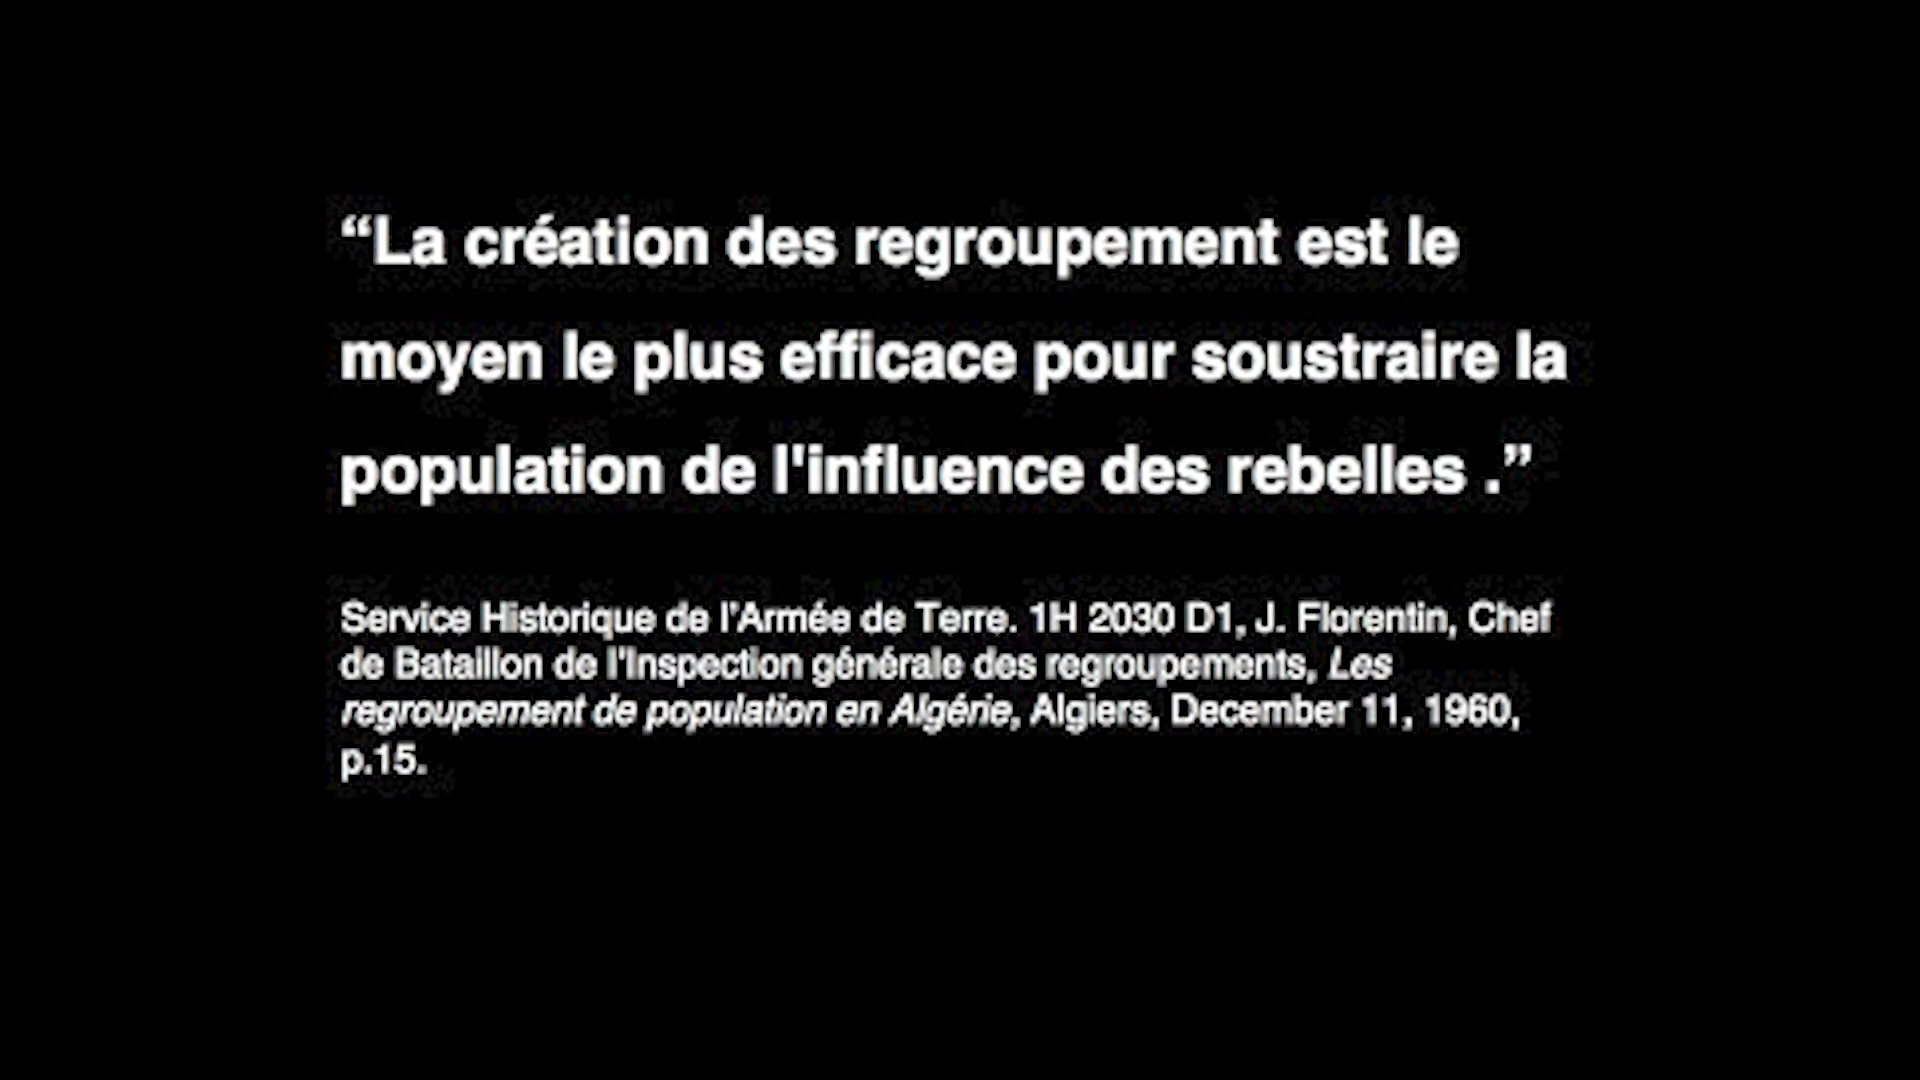 “La création des regroupement est le
moyen le plus efficace pour soustraire la
population de l'influence des rebelles .”
Service Historique de l'Armée de Terre. 1H 2030 D1, J. Florentin, Chef
de Bataillon de l'Inspection générale des regroupements, Les
regroupement de population en Algérie, Algiers, December 11, 1960,
p.15.